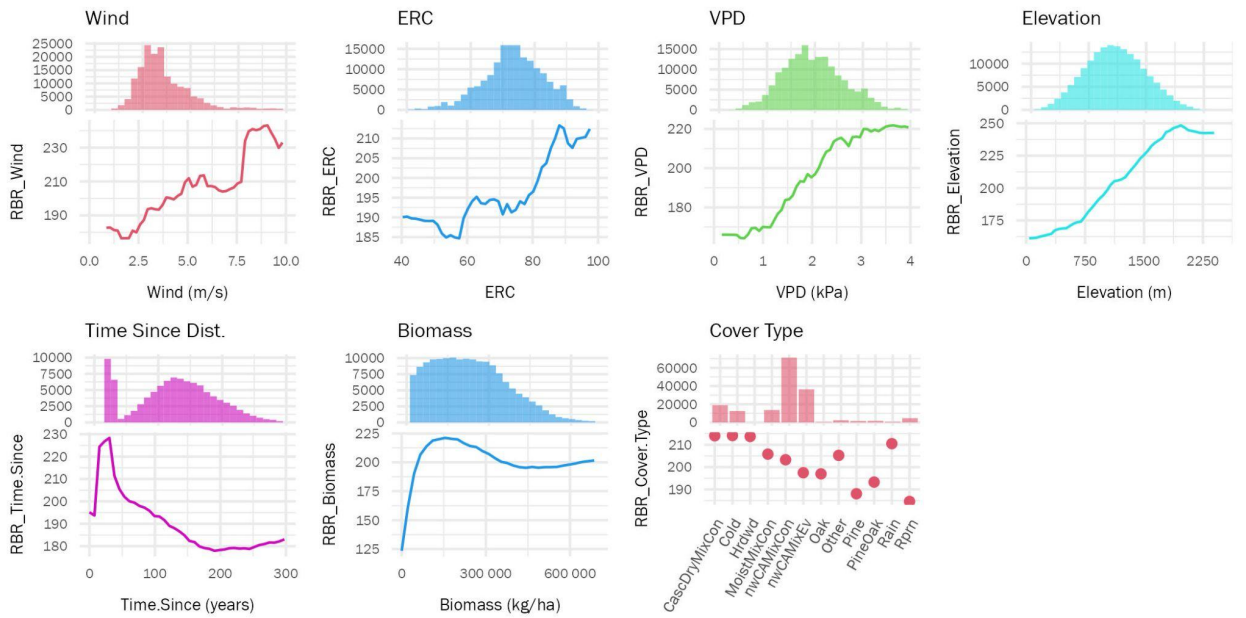 Wind
25000
20000
15000
10000
5000
0
RBR_Wind
230
210
190
0.0 2.5 5.0 7.5 10.0
Wind (m/s)
ERC
15000
10000
5000
0
RBR_ERC
210
205
200
195
190
185
40 60 80 100
ERC
VPD
15000
10000
5000
0
RBR_VPD
220
200
180
0 1 2 3 4
VPD (kPa)
Elevation
10000
5000
0
RBR_Elevation
250
225
200
175
0 750 1500 2250
Elevation (m)
Time Since Dist.
10000
7500
5000
2500
0
RBR_Time.Since
230
220
210
200
190
180
0 100 200 300
Time.Since (years)
Biomass
10000
7500
5000
2500
0
RBR_Biomass
225
200
175
150
125
0 300 000 600 000
Biomass (kg/ha)
Cover Type
60000
40000
20000
0
RBR_Cover.Type
210
200
190
CascDryMixCon
Cold
Hrdwd
MoistMixCon
nwCAMixCon
nwCAMixEv
Oak
Other
Pine
PineOak
Rain
Rprn